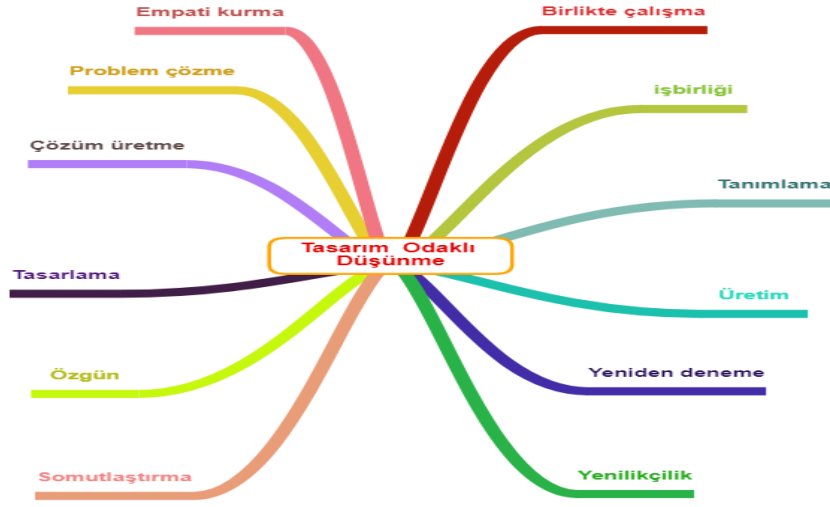 Empati kurma
Birlikte çalışma
Problem çözme
işbirliği
Çözüm üretme
Tanımlama
Tasarım Odaklı
Düşünme
Tasarlama
Üretim
Özgün
Yeniden deneme
Somutlaştırma
Yenilikçilik